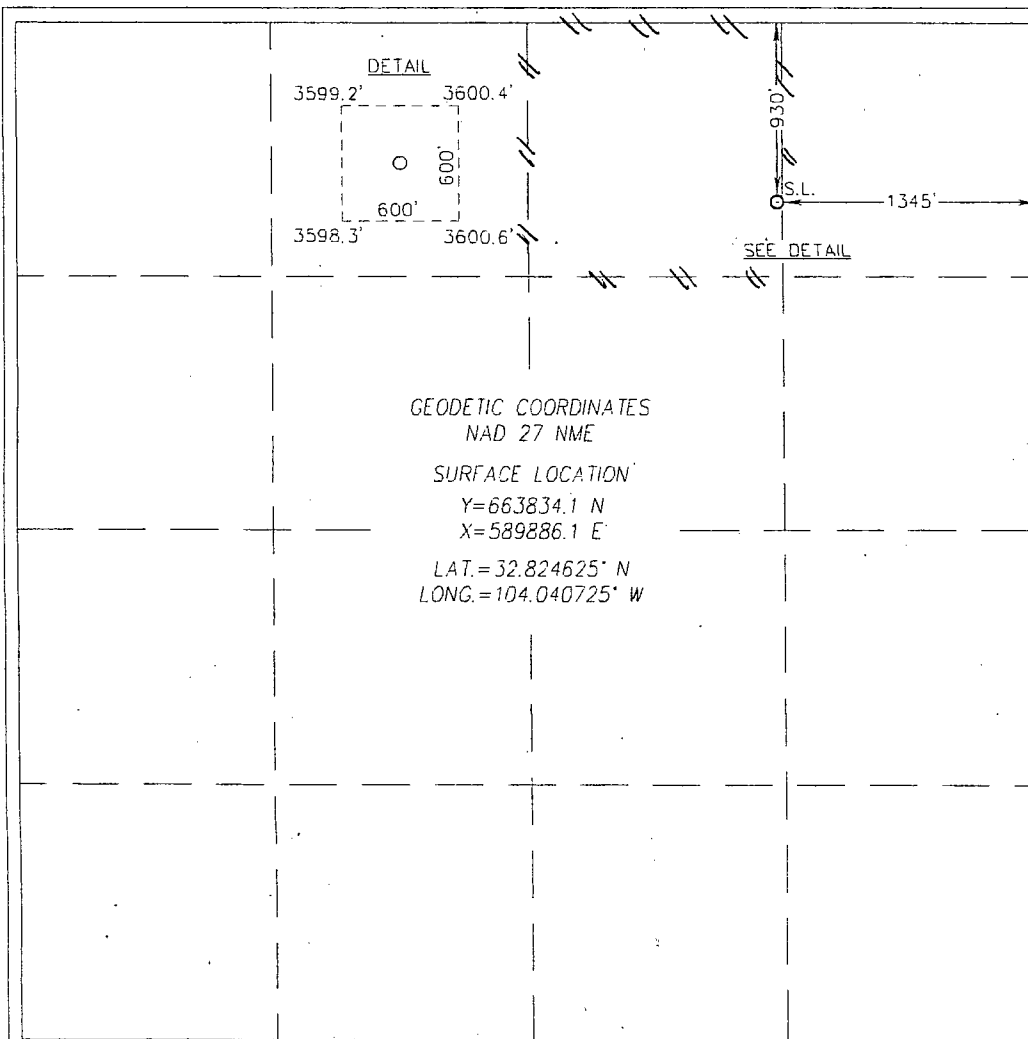 DETAIL
3599.2' 3600.4'
600'
600'
3598.3' 3600.6'
930'
S.L.
1345'
SEE DETAIL
GEODETIC COORDINATES
NAD 27 NME
SURFACE LOCATION
Y=663834.1 N
X=589886.1 E
LAT.=32.824625° N
LONG.=104.040725° W